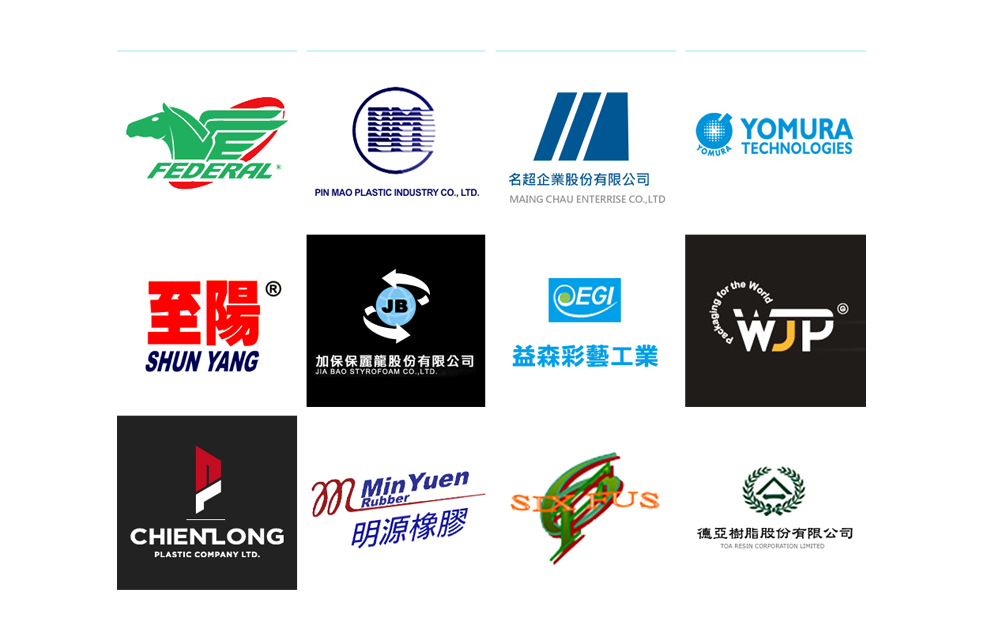 FEDERAL®
PIN MAO PLASTIC INDUSTRY CO., LTD.
名超企業股份有限公司
MAING CHAU ENTERRISE CO.,LTD
YOMURA
YOMURA
TECHNOLOGIES
至陽®
SHUN YANG
JB
加保保麗龍股份有限公司
JIA BAO STYROFOAM CO.,LTD.
EGI
益森彩藝工業
Packaging for the World
WJP
G
CHIENLONG
PLASTIC COMPANY LTD.
Min Yuen
Rubber
明源橡膠
SIX PUS
德亞樹脂股份有限公司
TOA RESIN CORPORATION LIMITED